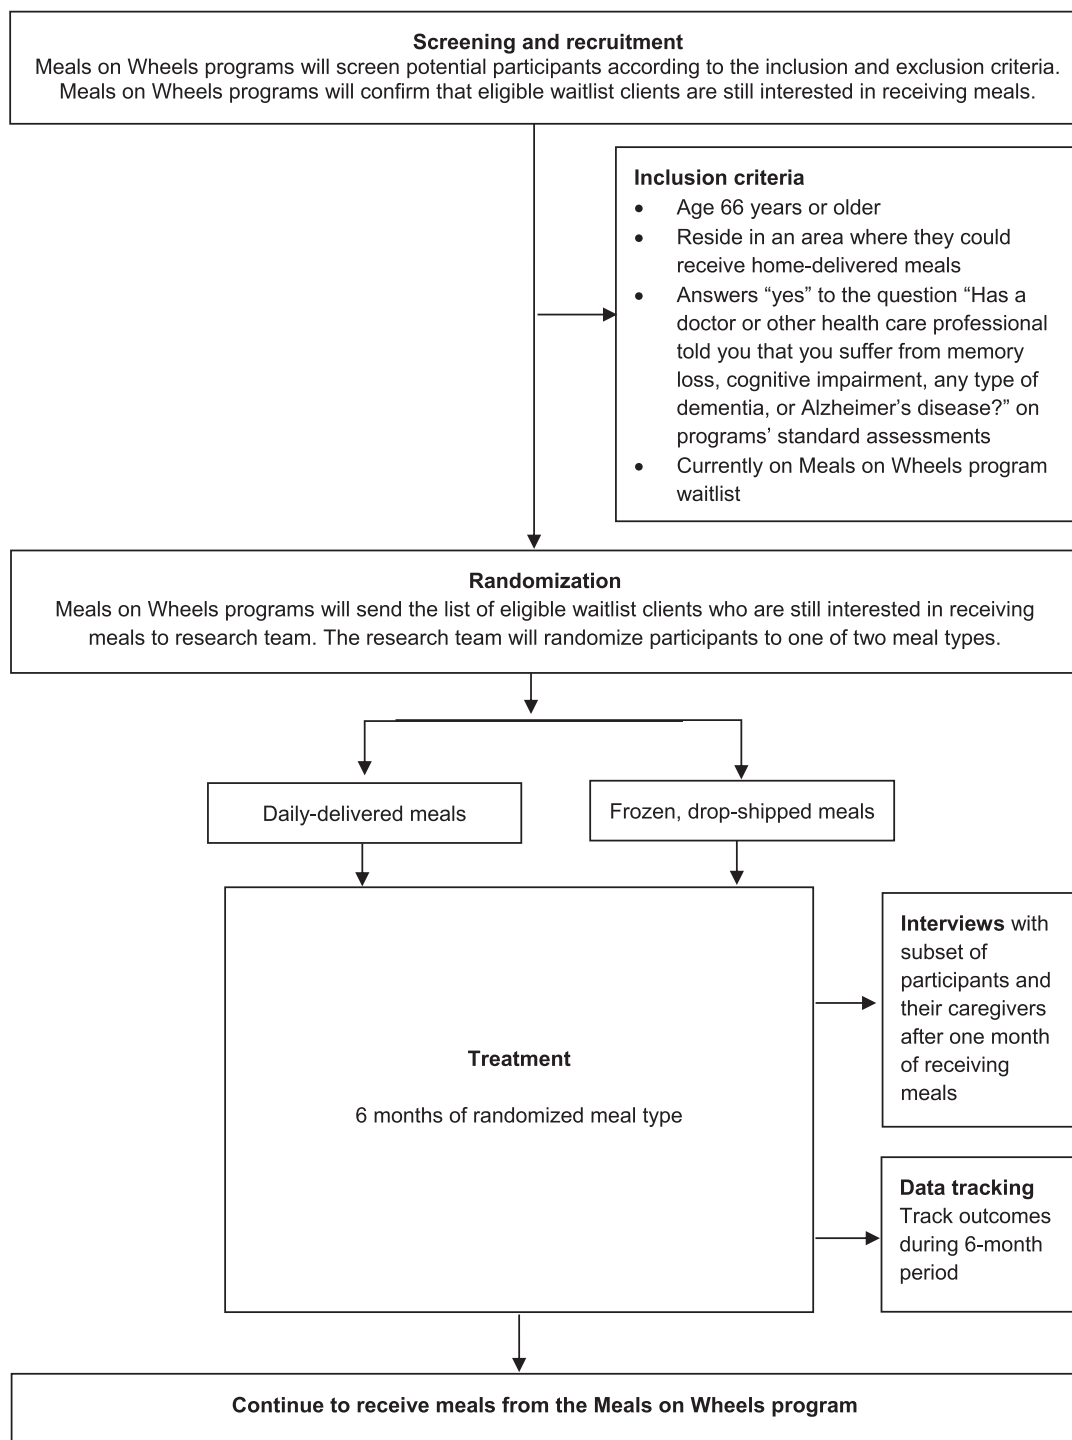 Screening and recruitment
Meals on Wheels programs will screen potential participants according to the inclusion and exclusion criteria.
Meals on Wheels programs will confirm that eligible waitlist clients are still interested in receiving meals.
Inclusion criteria
• Age 66 years or older
• Reside in an area where they could
receive home-delivered meals
• Answers “yes” to the question “Has a
doctor or other health care professional
told you that you suffer from memory
loss, cognitive impairment, any type of
dementia, or Alzheimer’s disease?” on
programs’ standard assessments
• Currently on Meals on Wheels program
waitlist
Randomization
Meals on Wheels programs will send the list of eligible waitlist clients who are still interested in receiving
meals to research team. The research team will randomize participants to one of two meal types.
Daily-delivered meals
Frozen, drop-shipped meals
Treatment
6 months of randomized meal type
Interviews with
subset of
participants and
their caregivers
after one month
of receiving
meals
Data tracking
Track outcomes
during 6-month
period
Continue to receive meals from the Meals on Wheels program